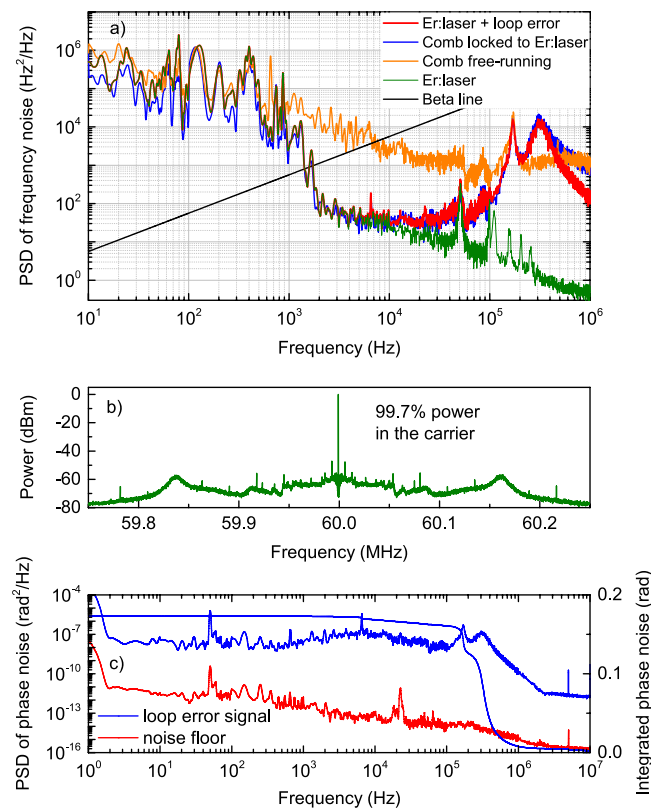 a)
Er:laser + loop error
Comb locked to Er:laser
Comb free-running
Er:laser
Beta line
PSD of frequency noise (Hz²/Hz)
10⁶
10⁴
10²
10⁰
10¹ 10² 10³ 10⁴ 10⁵ 10⁶
Frequency (Hz)
b)
99.7% power
in the carrier
Power (dBm)
0
-20
-40
-60
-80
59.8 59.9 60.0 60.1 60.2
Frequency (MHz)
c)
loop error signal
noise floor
PSD of phase noise (rad²/Hz)
10⁻⁴
10⁻⁷
10⁻¹⁰
10⁻¹³
10⁻¹⁶
Integrated phase noise (rad)
0.2
0.1
0.0
10⁰ 10¹ 10² 10³ 10⁴ 10⁵ 10⁶ 10⁷
Frequency (Hz)